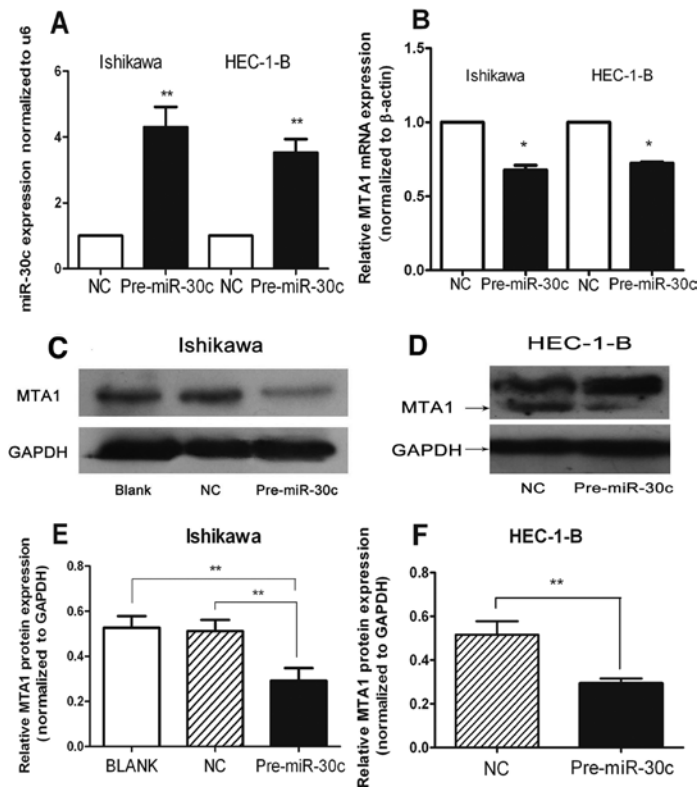 A
miR-30c expression normalized to u6
Ishikawa HEC-1-B
8
6
4
2
0
** **
NC Pre-miR-30c NC Pre-miR-30c
B
Relative MTA1 mRNA expression
(normalized to β-actin)
1.5
1.0
0.5
0.0
Ishikawa HEC-1-B
* *
NC Pre-miR-30c NC Pre-miR-30c
C
Ishikawa
MTA1
GAPDH
Blank NC Pre-miR-30c
D
HEC-1-B
MTA1
GAPDH
NC Pre-miR-30c
E
Ishikawa
Relative MTA1 protein expression
(normalized to GAPDH)
0.8
0.6
0.4
0.2
0.0
**
**
BLANK NC Pre-miR-30c
F
HEC-1-B
Relative MTA1 protein expression
(normalized to GAPDH)
0.8
0.6
0.4
0.2
0.0
**
NC Pre-miR-30c